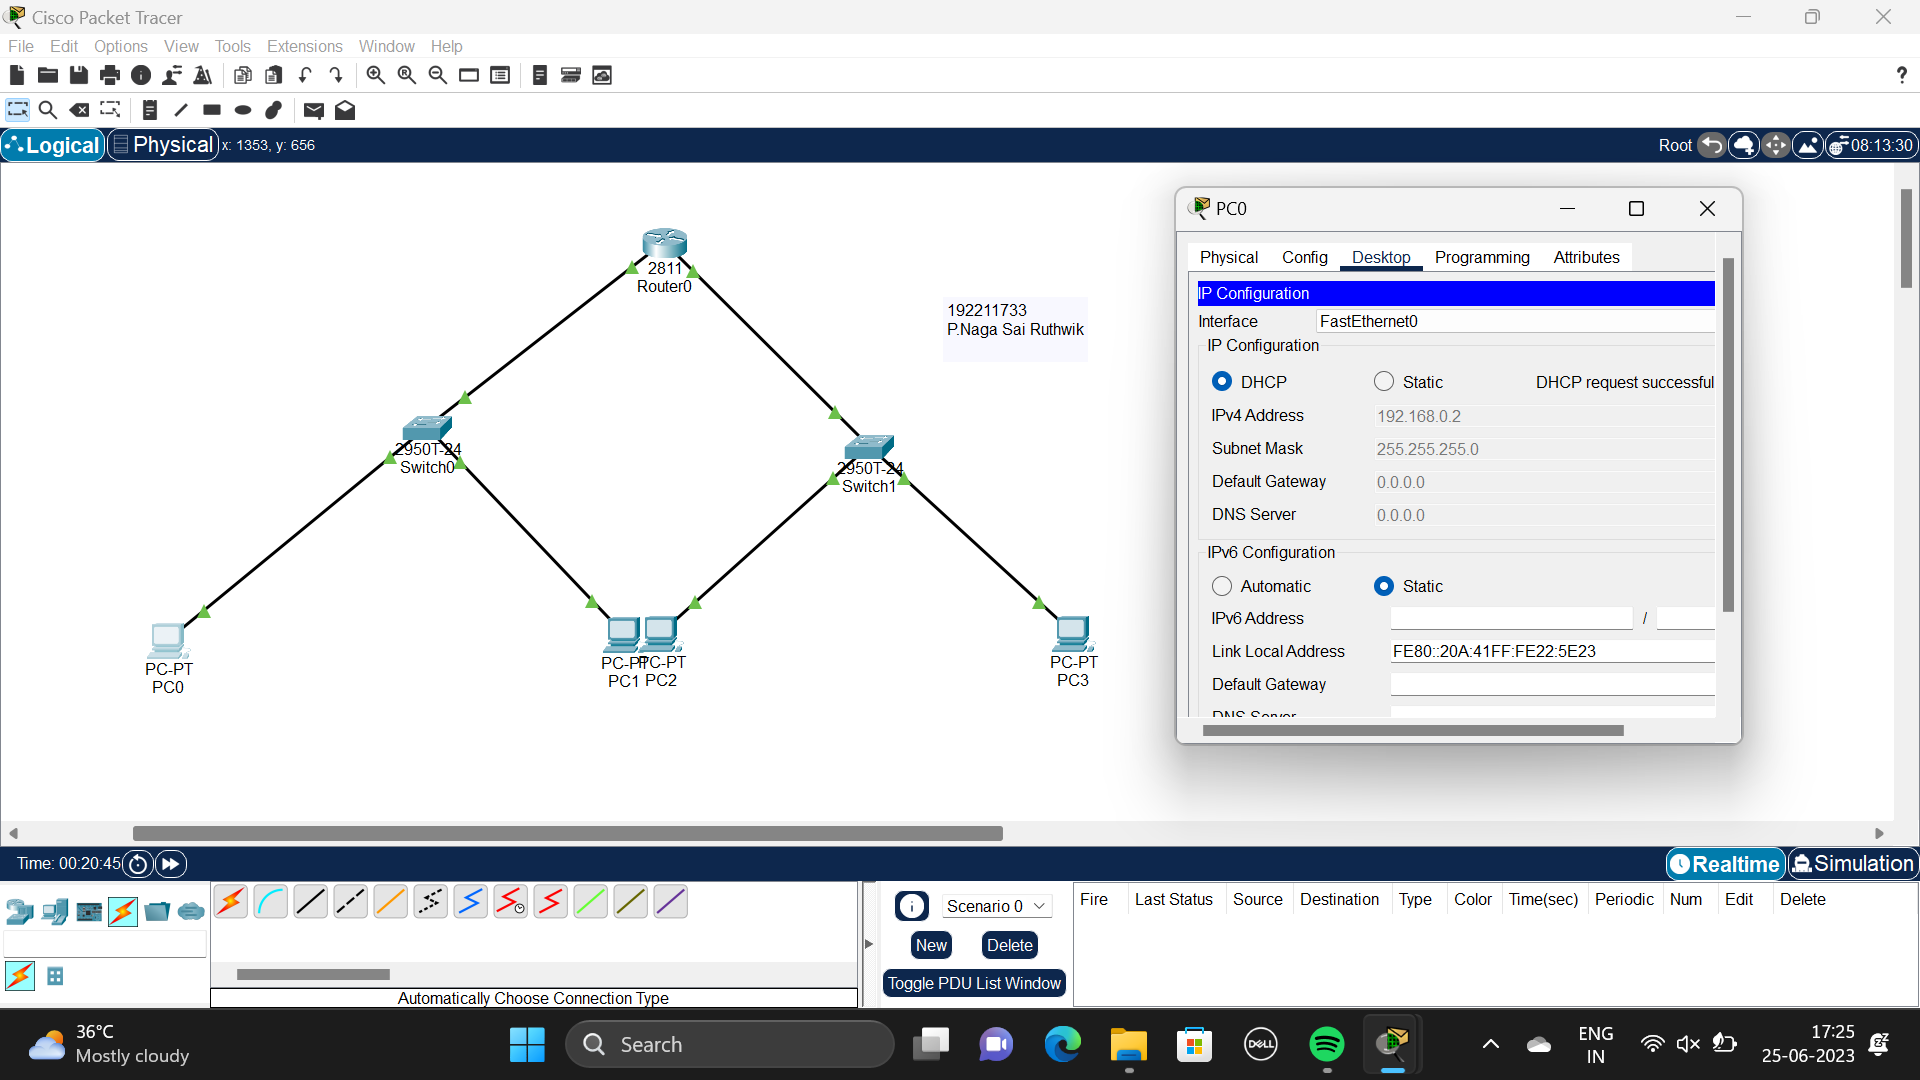 Cisco Packet Tracer
File Edit Options View Tools Extensions Window Help
?
Logical Physical x: 1353, y: 656 Root 08:13:30
2811
Router0
192211733
P.Naga Sai Ruthwik
2950T-24
Switch0
2950T-24
Switch1
PC-PT
PC0
PC-PT
PC1
PC-PT
PC2
PC-PT
PC3
PC0
Physical Config Desktop Programming Attributes
IP Configuration
Interface FastEthernet0
IP Configuration
DHCP Static DHCP request successful
IPv4 Address 192.168.0.2
Subnet Mask 255.255.255.0
Default Gateway 0.0.0.0
DNS Server 0.0.0.0
IPv6 Configuration
Automatic Static
IPv6 Address /
Link Local Address FE80::20A:41FF:FE22:5E23
Default Gateway
DNS Server
Time: 00:20:45 Realtime Simulation
Automatically Choose Connection Type
Scenario 0
New Delete
Toggle PDU List Window
Fire Last Status Source Destination Type Color Time(sec) Periodic Num Edit Delete
36°C
Mostly cloudy
Search
DELL
ENG
IN
17:25
25-06-2023